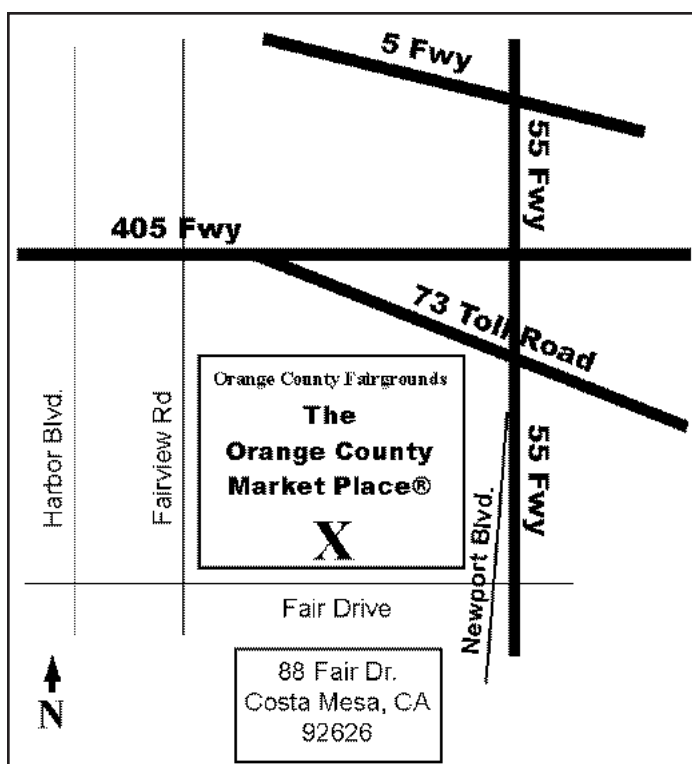 5 Fwy
55 Fwy
405 Fwy
73 Toll Road
Orange County Fairgrounds
The
Orange County
Market Place®
X
Harbor Blvd.
Fairview Rd
Newport Blvd.
55 Fwy
Fair Drive
88 Fair Dr.
Costa Mesa, CA
92626
N